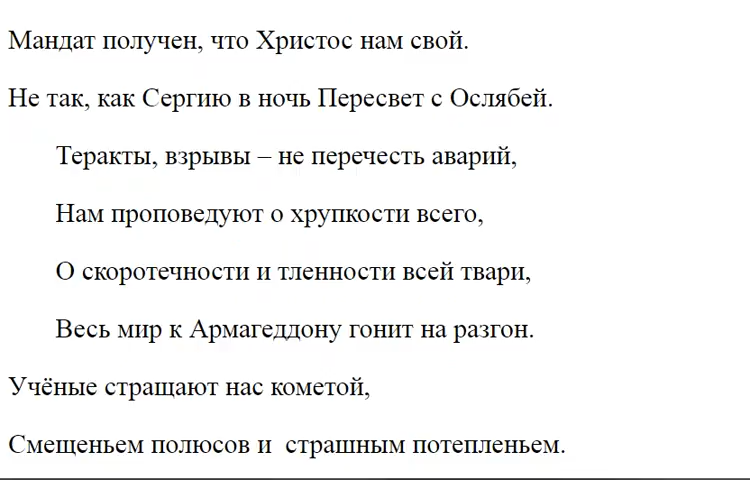 Мандат получен, что Христос нам свой.
Не так, как Сергию в ночь Пересвет с Ослябей.
Теракты, взрывы – не перечесть аварий,
Нам проповедуют о хрупкости всего,
О скоротечности и тленности всей твари,
Весь мир к Армагеддону гонит на разгон.
Учёные стращают нас кометой,
Смещеньем полюсов и  страшным потепленьем.